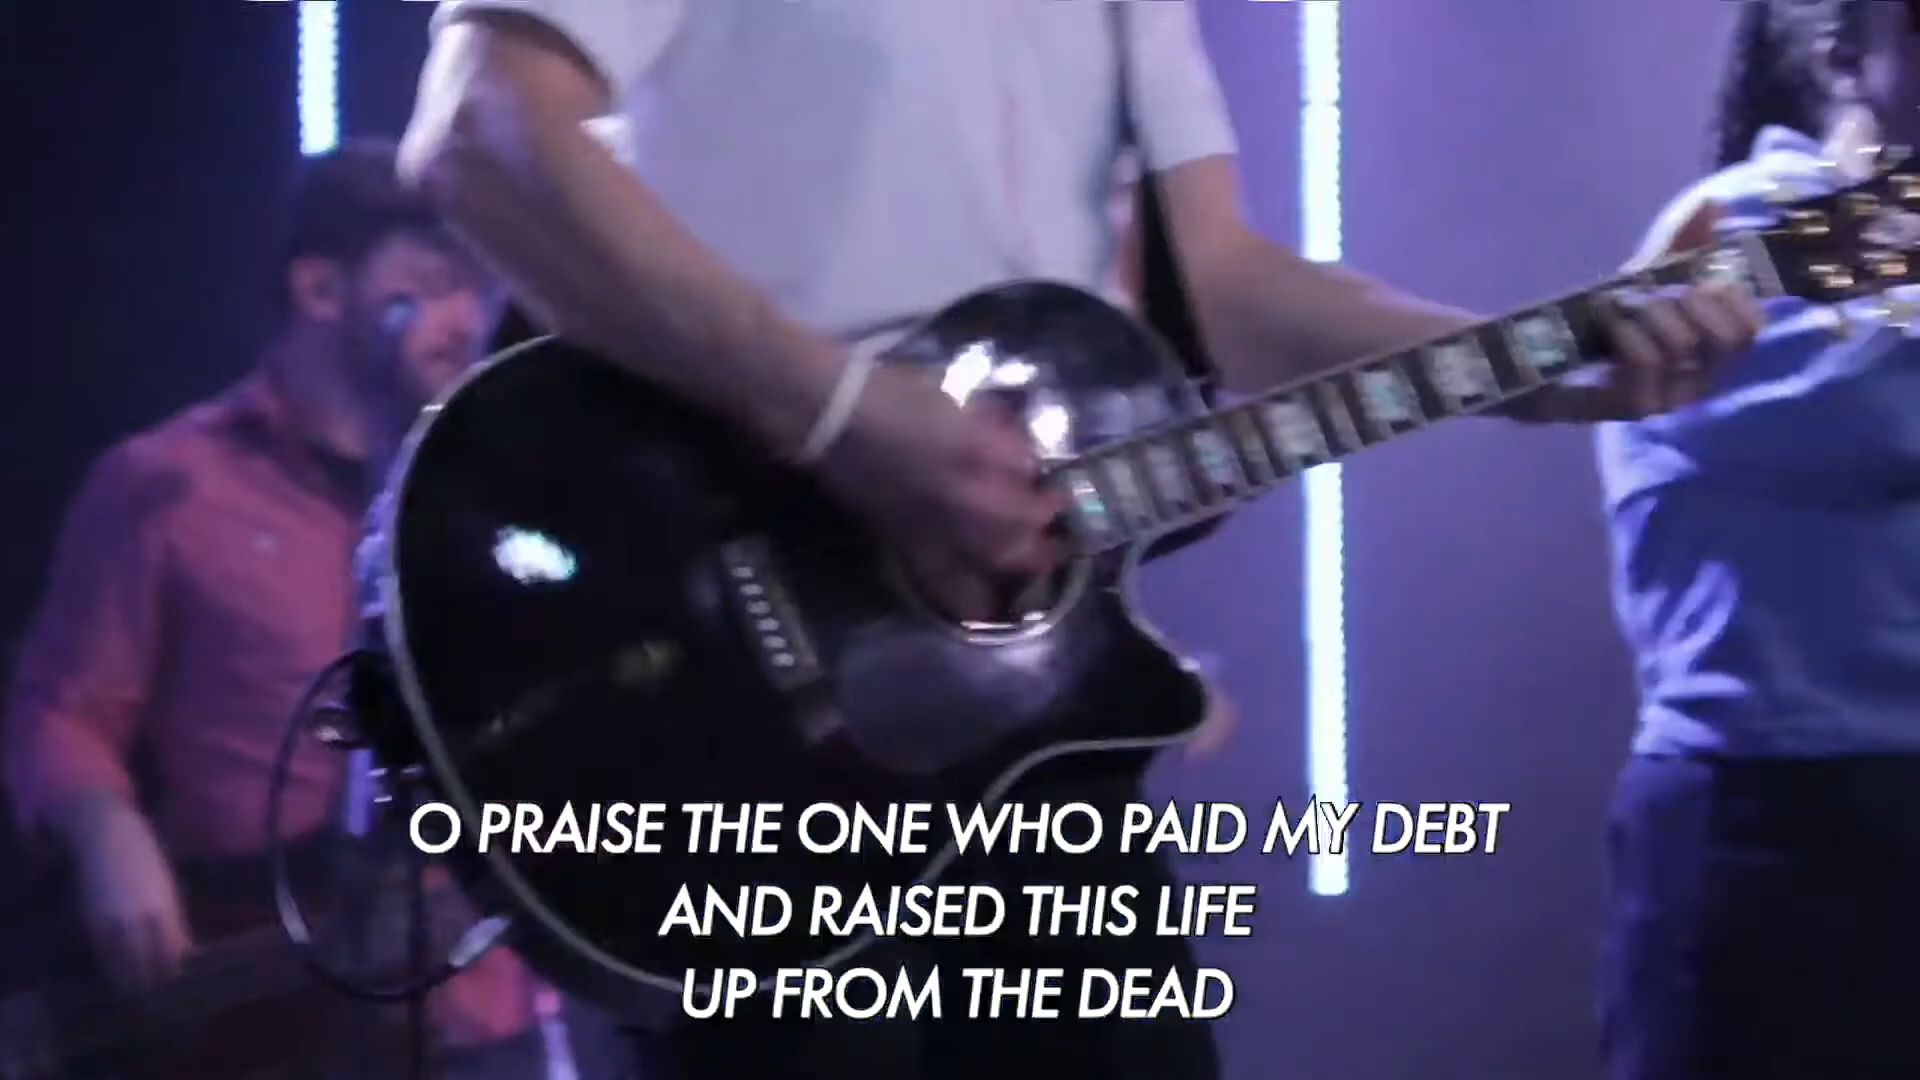 O PRAISE THE ONE WHO PAID MY DEBT
AND RAISED THIS LIFE
UP FROM THE DEAD